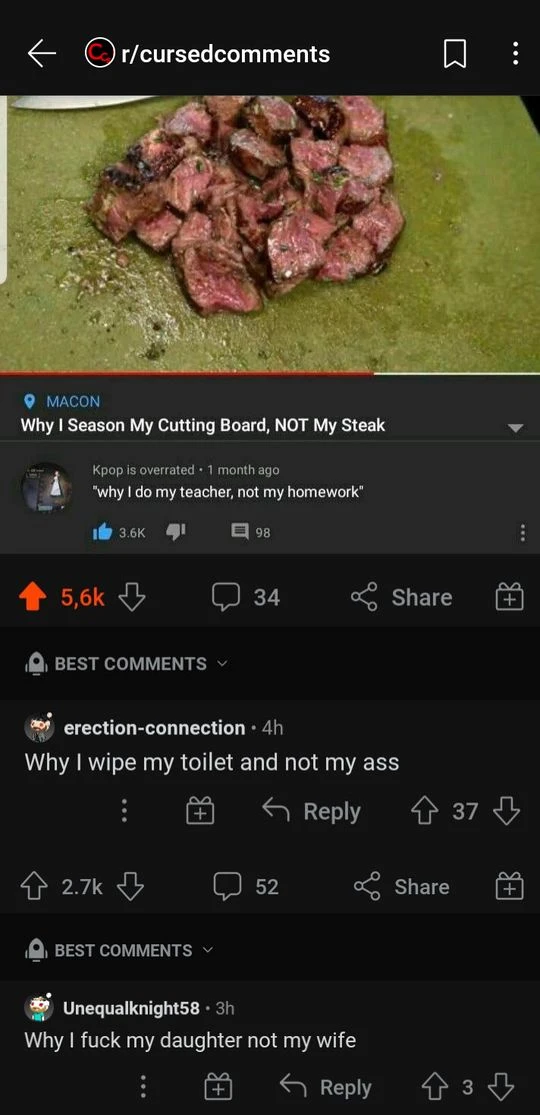 r/cursedcomments
MACON
Why I Season My Cutting Board, NOT My Steak
Kpop is overrated • 1 month ago
"why I do my teacher, not my homework"
3.6K 98
5,6k 34 Share
BEST COMMENTS
erection-connection • 4h
Why I wipe my toilet and not my ass
Reply 37
2.7k 52 Share
BEST COMMENTS
Unequalknight58 • 3h
Why I fuck my daughter not my wife
Reply 3